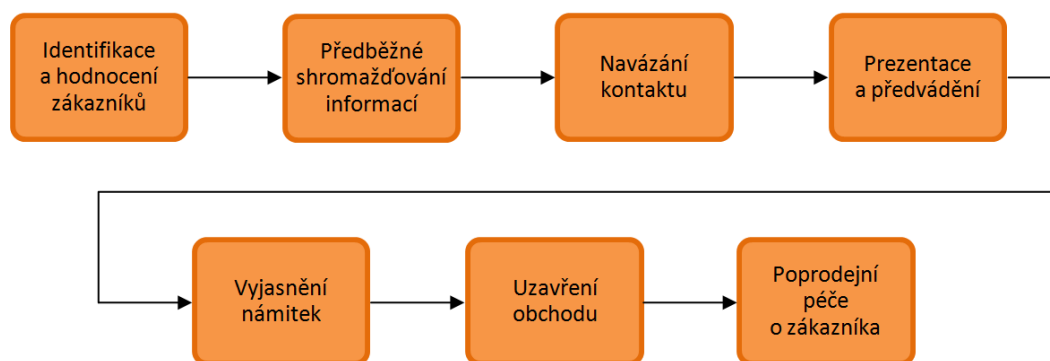 Identifikace
a hodnocení
zákazníků
Předběžné
shromažďování
informací
Navázání
kontaktu
Prezentace
a předvádění
Vyjasnění
námitek
Uzavření
obchodu
Poprodejní
péče
o zákazníka